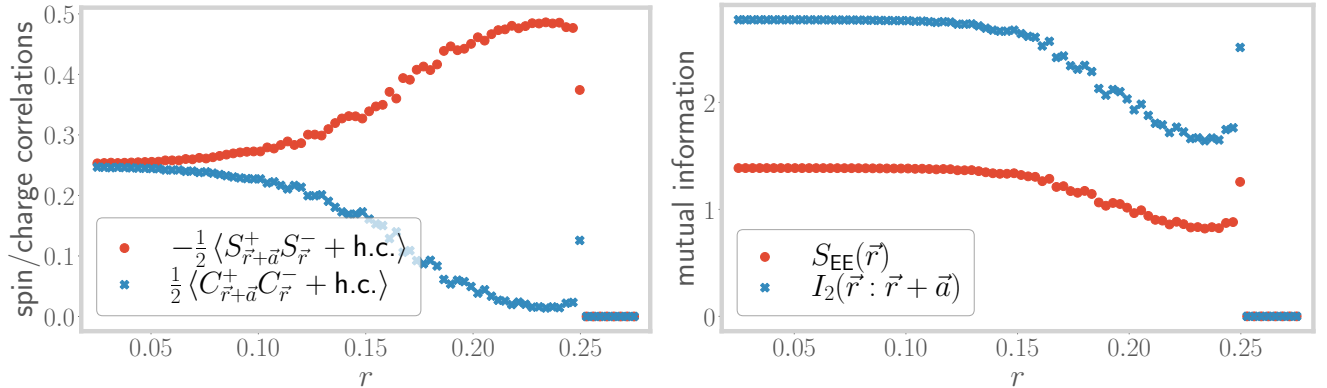 0.5
0.4
0.3
0.2
0.1
0.0
spin/charge correlations
−½⟨S⁺_{r⃗+a⃗} S⁻_{r⃗} + h.c.⟩
½⟨C⁺_{r⃗+a⃗} C⁻_{r⃗} + h.c.⟩
0.05 0.10 0.15 0.20 0.25
r
2
1
0
mutual information
S_EE(r⃗)
I₂(r⃗ : r⃗ + a⃗)
0.05 0.10 0.15 0.20 0.25
r